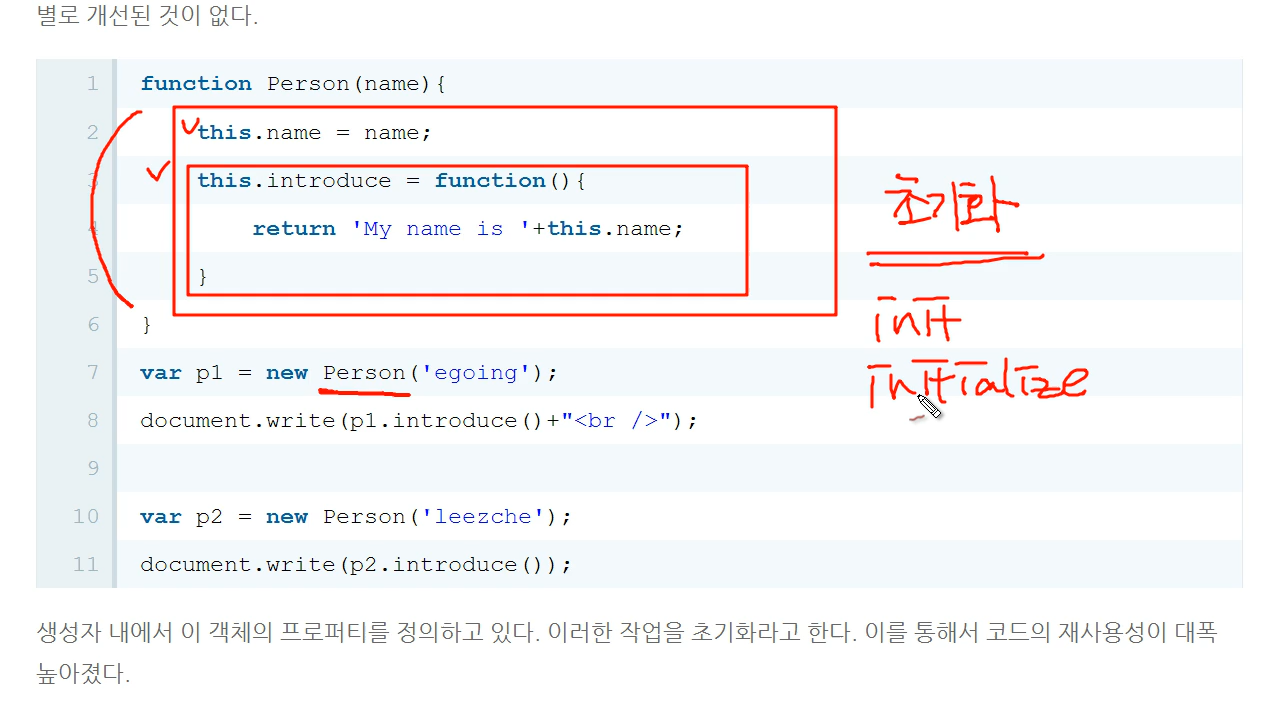 별로 개선된 것이 없다.
1 function Person(name){
2 this.name = name;
3 this.introduce = function(){
4 return 'My name is '+this.name;
5 }
6 }
7 var p1 = new Person('egoing');
8 document.write(p1.introduce()+"<br />");
9
10 var p2 = new Person('leezche');
11 document.write(p2.introduce());
초기화
init
initialize
생성자 내에서 이 객체의 프로퍼티를 정의하고 있다. 이러한 작업을 초기화라고 한다. 이를 통해서 코드의 재사용성이 대폭
높아졌다.